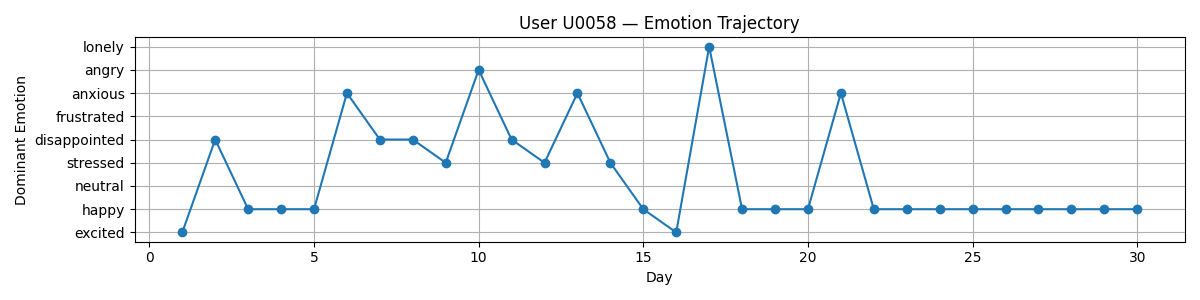 User U0058 — Emotion Trajectory
Dominant Emotion
lonely
angry
anxious
frustrated
disappointed
stressed
neutral
happy
excited
0 5 10 15 20 25 30
Day